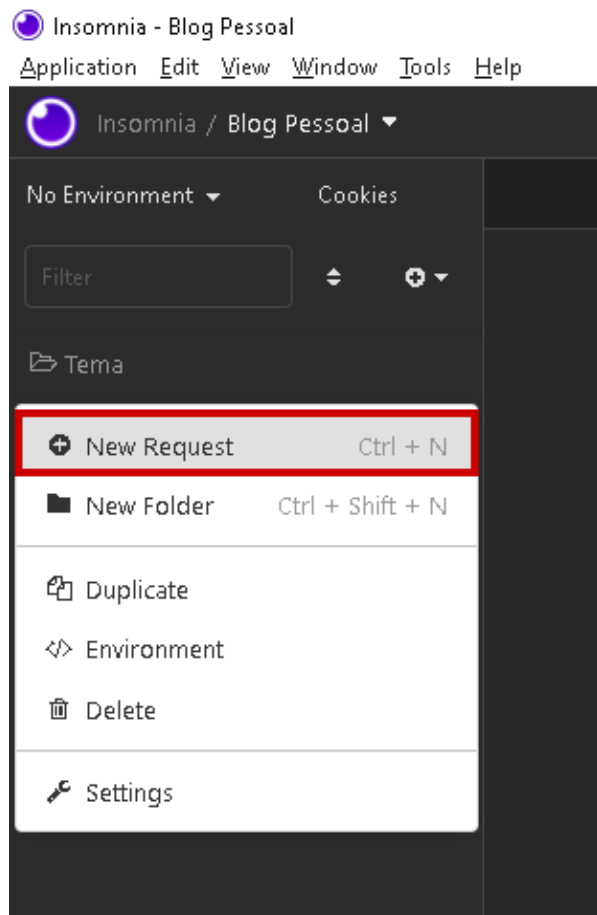 Insomnia - Blog Pessoal
Application Edit View Window Tools Help
Insomnia / Blog Pessoal
No Environment Cookies
Filter
Tema
New Request Ctrl + N
New Folder Ctrl + Shift + N
Duplicate
Environment
Delete
Settings